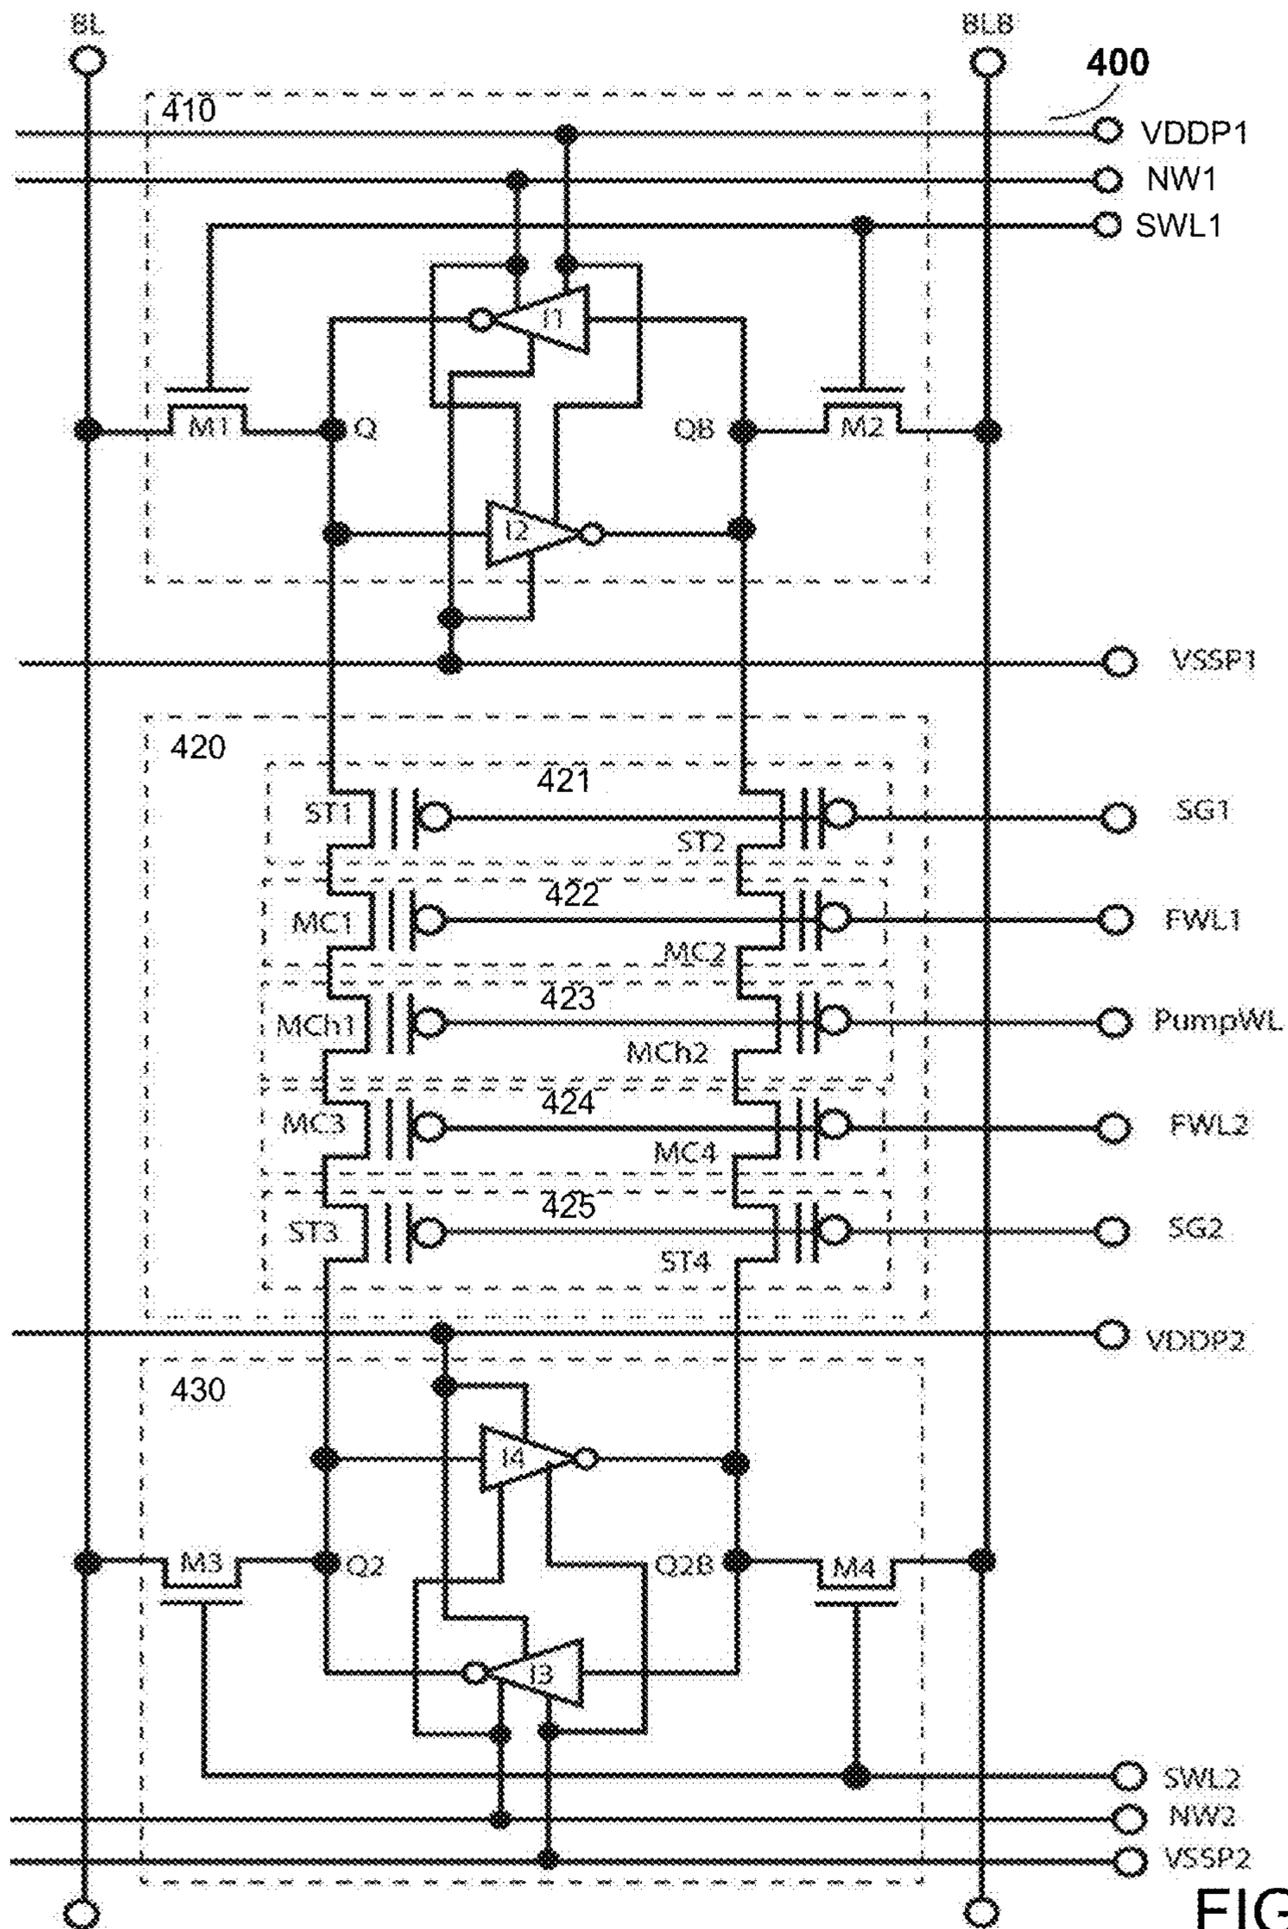 BL
BLB
400
410
VDDP1
NW1
SWL1
I1
M1
Q
QB
M2
I2
VSSP1
420
421
ST1
ST2
SG1
422
MC1
MC2
FWL1
423
MCh1
MCh2
PumpWL
424
MC3
MC4
FWL2
425
ST3
ST4
SG2
VDDP2
430
I4
M3
Q2
Q2B
M4
I3
SWL2
NW2
VSSP2
FIG